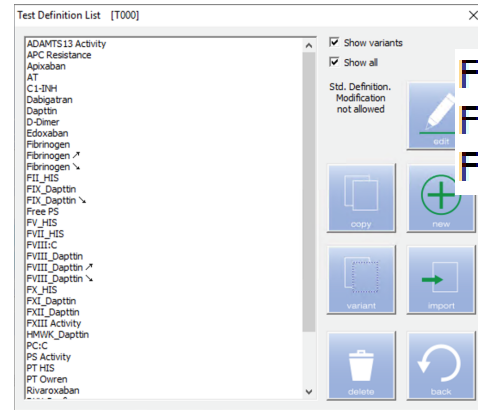 Test Definition List [T000]
ADAMTS13 Activity
APC Resistance
Apixaban
AT
C1-INH
Dabigatran
Dapttin
D-Dimer
Edoxaban
Fibrinogen
Fibrinogen ↗
Fibrinogen ↘
FII_HIS
FIX_Dapttin
FIX_Dapttin ↘
Free PS
FV_HIS
FVII_HIS
FVIII:C
FVIII_Dapttin
FVIII_Dapttin ↗
FVIII_Dapttin ↘
FX_HIS
FXI_Dapttin
FXII_Dapttin
FXIII Activity
HMWK_Dapttin
PC:C
PS Activity
PT HIS
PT Owren
Rivaroxaban
Show variants
Show all
Std. Definition.
Modification
not allowed
edit
copy
new
variant
import
delete
back